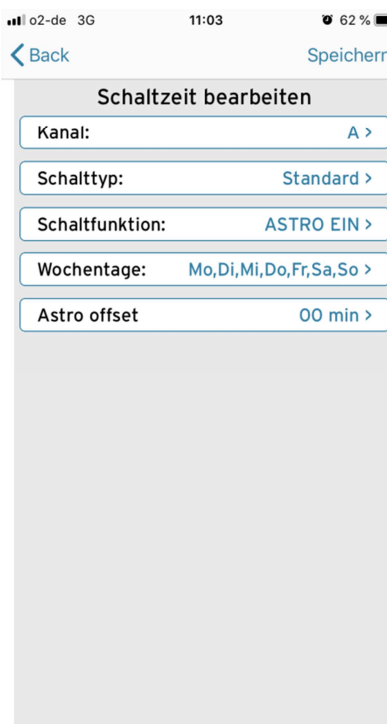 o2-de 3G 11:03 62 %
Back Speichern
Schaltzeit bearbeiten
Kanal: A >
Schalttyp: Standard >
Schaltfunktion: ASTRO EIN >
Wochentage: Mo,Di,Mi,Do,Fr,Sa,So >
Astro offset 00 min >